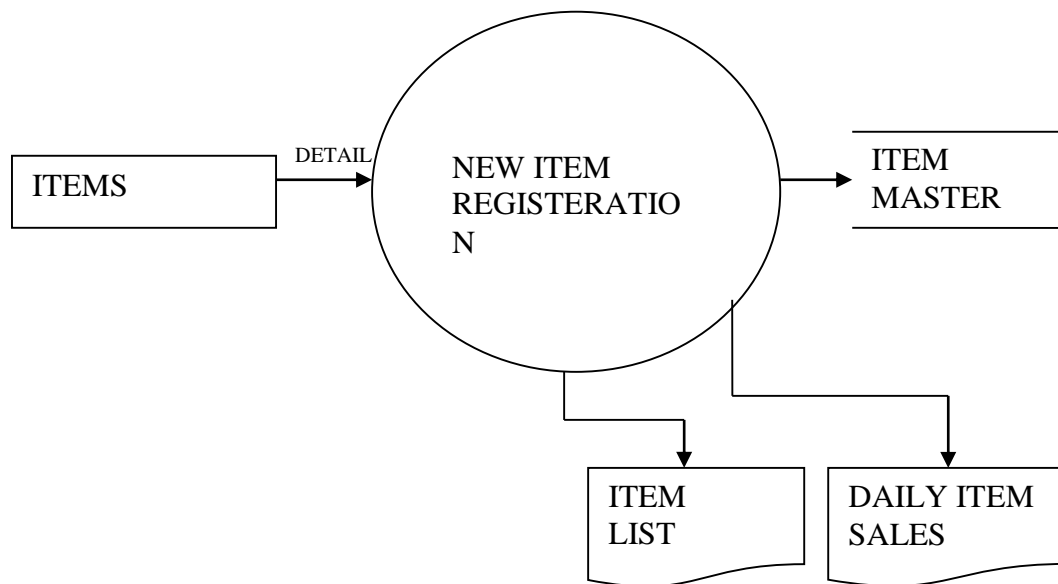 DETAIL
ITEMS
NEW ITEM
REGISTERATIO
N
ITEM
MASTER
ITEM
LIST
DAILY ITEM
SALES